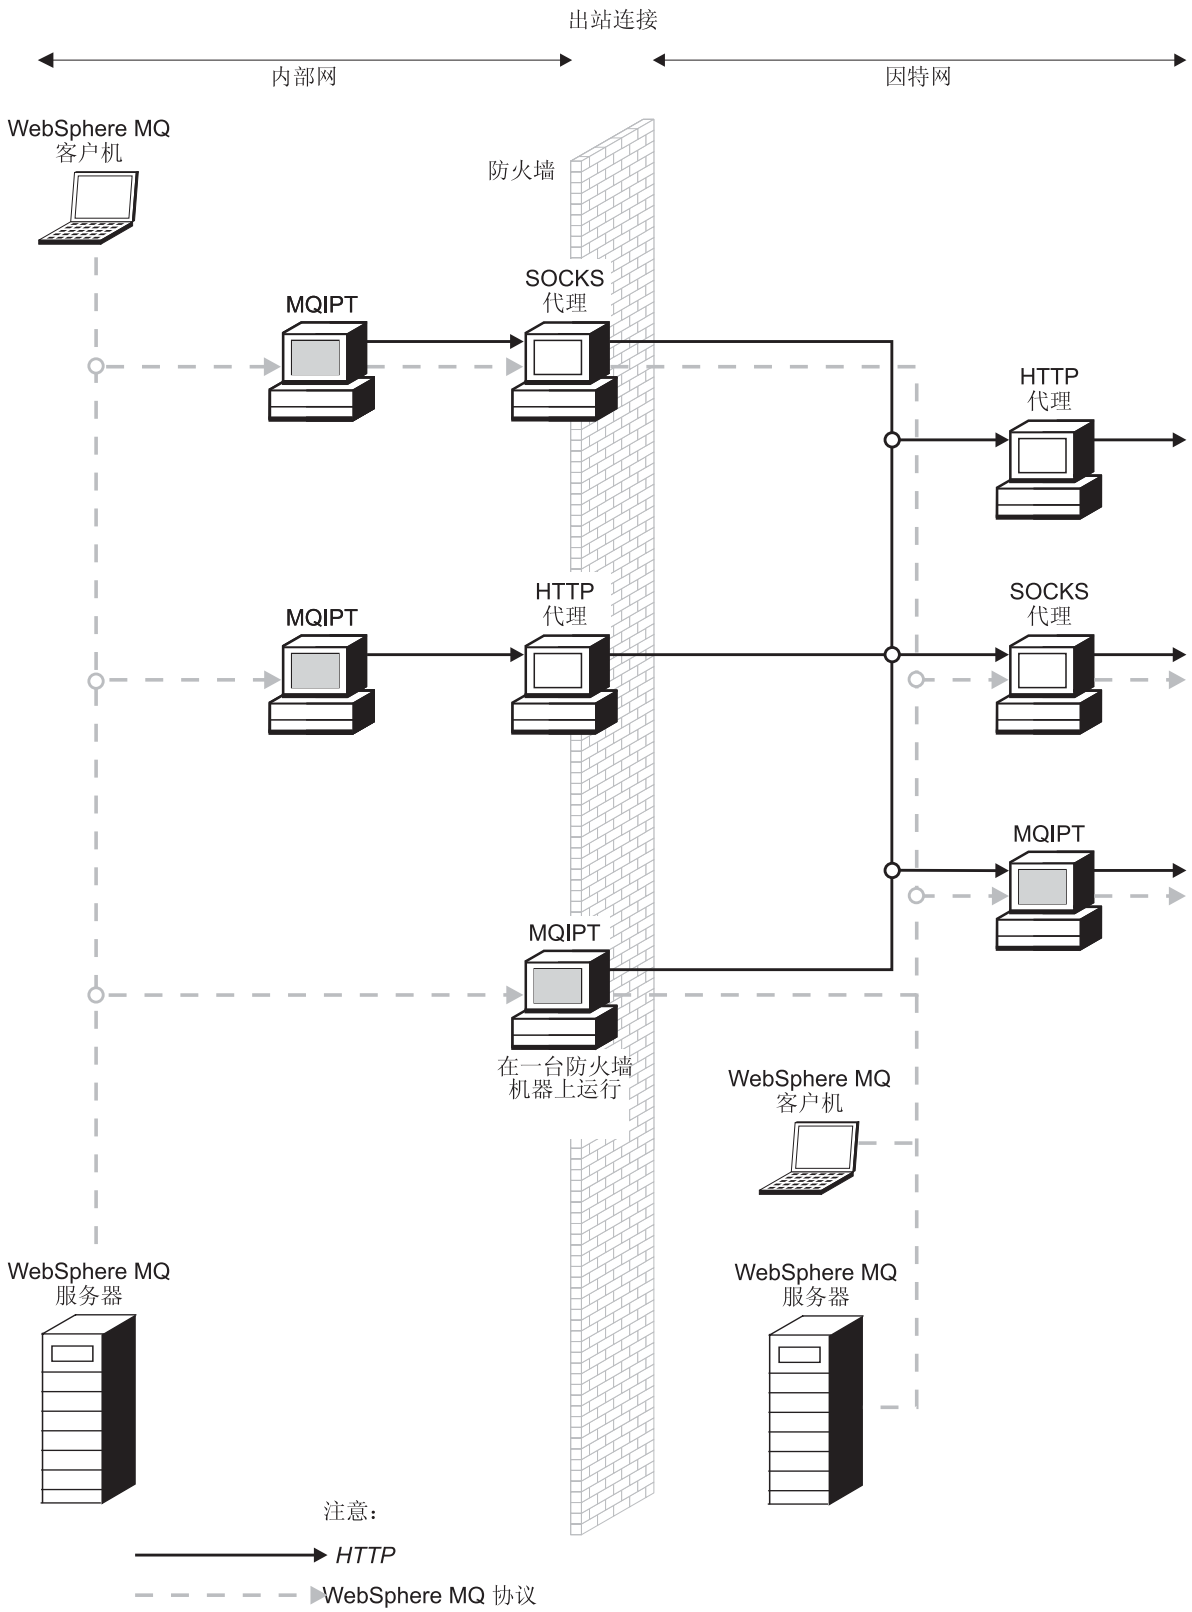 出站连接
内部网
因特网
WebSphere MQ
客户机
防火墙
SOCKS
代理
MQIPT
HTTP
代理
HTTP
代理
MQIPT
SOCKS
代理
MQIPT
MQIPT
在一台防火墙
机器上运行
WebSphere MQ
客户机
WebSphere MQ
服务器
WebSphere MQ
服务器
注意：
HTTP
WebSphere MQ 协议